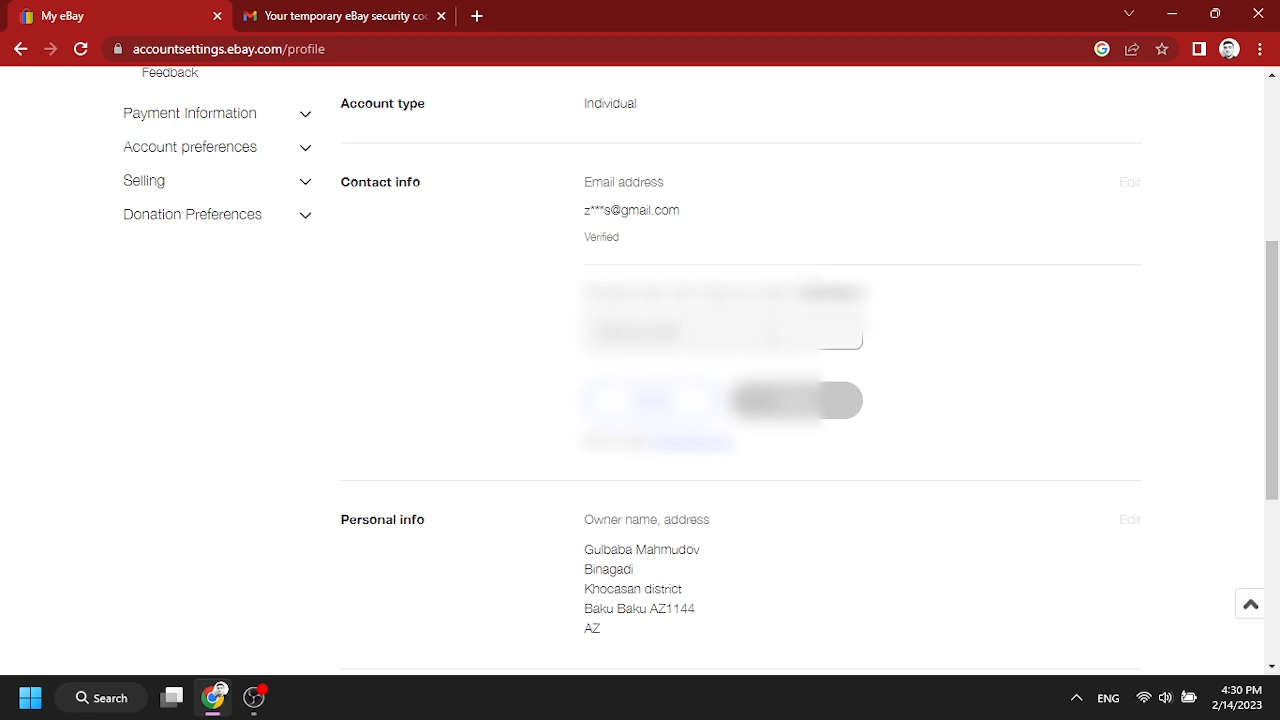 My eBay
Your temporary eBay security co
accountsettings.ebay.com/profile
Feedback
Payment Information
Account preferences
Selling
Donation Preferences
Account type
Individual
Contact info
Email address
Edit
z***s@gmail.com
Verified
Personal info
Owner name, address
Edit
Gulbaba Mahmudov
Binagadi
Khocasan district
Baku Baku AZ1144
AZ
Search
ENG
4:30 PM
2/14/2023